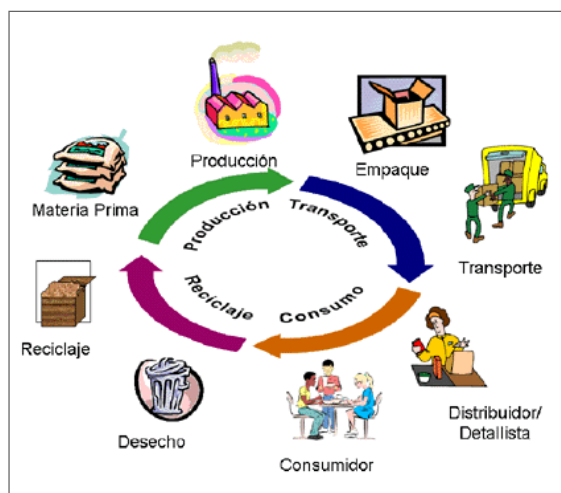 Producción
Empaque
Materia Prima
Transporte
Producción
Transporte
Reciclaje
Consumo
Reciclaje
Distribuidor/
Detallista
Desecho
Consumidor